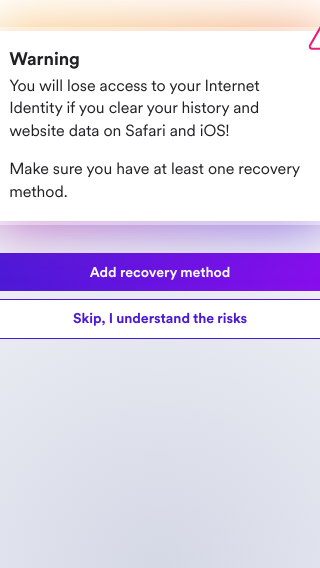 Warning
You will lose access to your Internet
Identity if you clear your history and
website data on Safari and iOS!
Make sure you have at least one recovery
method.
Add recovery method
Skip, I understand the risks